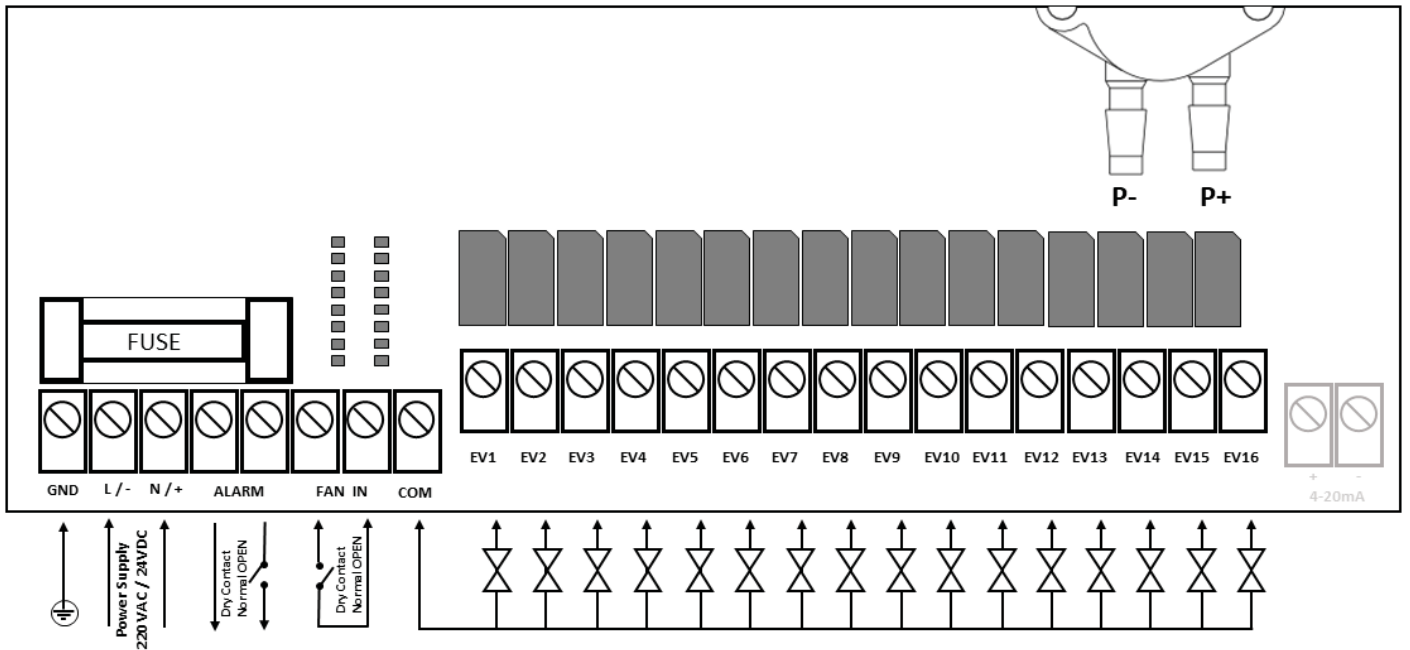 P- P+
FUSE
EV1 EV2 EV3 EV4 EV5 EV6 EV7 EV8 EV9 EV10 EV11 EV12 EV13 EV14 EV15 EV16
GND L / - N / + ALARM FAN IN COM
+ -
4-20mA
Power Supply
220 VAC / 24VDC
Dry Contact
Normal OPEN
Dry Contact
Normal OPEN